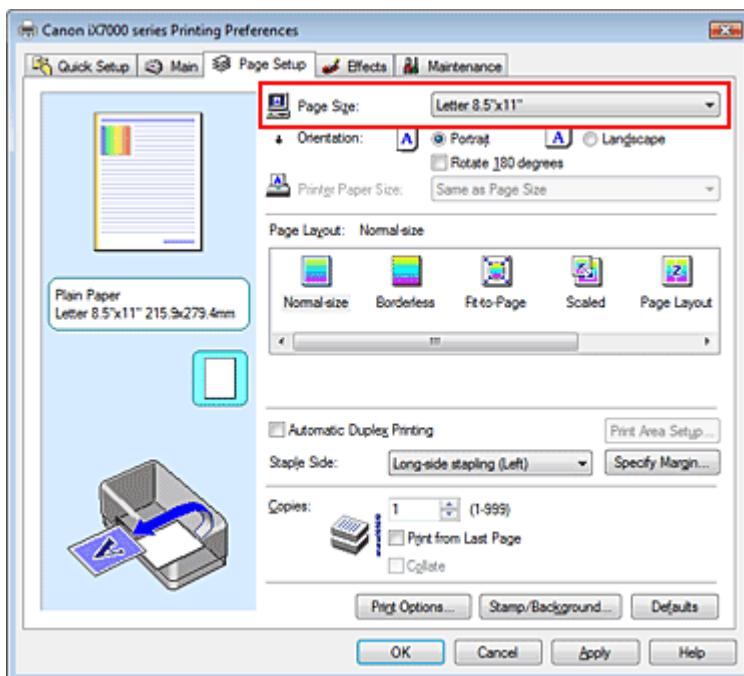 Canon iX7000 series Printing Preferences
Quick Setup Main Page Setup Effects Maintenance
Page Size: Letter 8.5"x11"
Orientation: A Portrait A Landscape
Rotate 180 degrees
Printer Paper Size: Same as Page Size
Page Layout: Normal-size
Normal-size Borderless Fit-to-Page Scaled Page Layout
Plain Paper
Letter 8.5"x11" 215.9x279.4mm
Automatic Duplex Printing Print Area Setup...
Staple Side: Long-side stapling (Left) Specify Margin...
Copies: 1 (1-999)
Print from Last Page
Collate
Print Options... Stamp/Background... Defaults
OK Cancel Apply Help